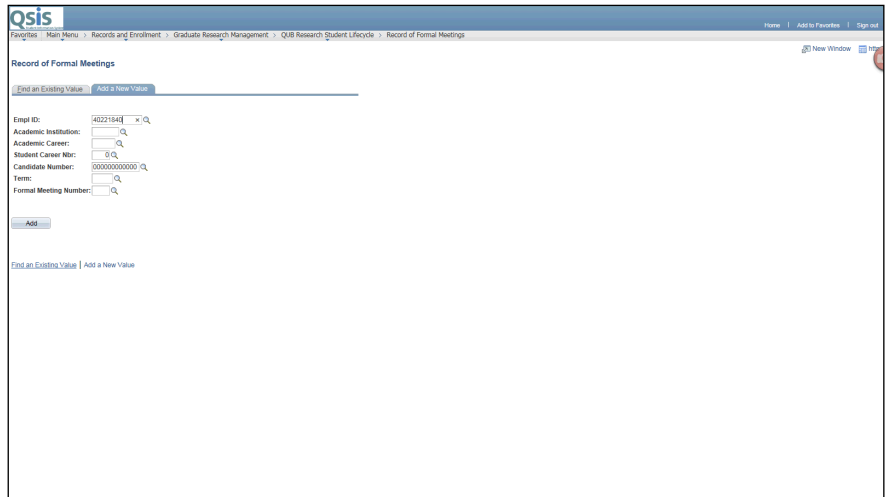 Qsis
Home | Add to Favorites | Sign out
Favorites | Main Menu > Records and Enrollment > Graduate Research Management > QUB Research Student Lifecycle > Record of Formal Meetings
New Window http
Record of Formal Meetings
Find an Existing Value Add a New Value
Empl ID: 40221840 ×
Academic Institution:
Academic Career:
Student Career Nbr: 0
Candidate Number: 000000000000
Term:
Formal Meeting Number:
Add
Find an Existing Value | Add a New Value